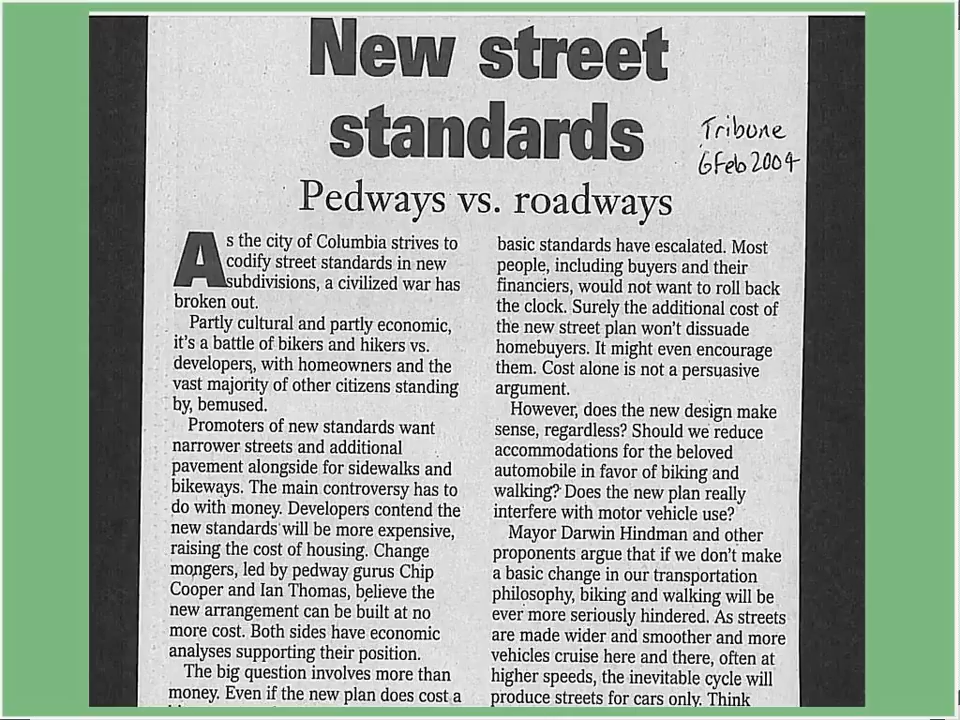 New street
standards
Tribune
6 Feb 2004
Pedways vs. roadways
As the city of Columbia strives to
codify street standards in new
subdivisions, a civilized war has
broken out.
Partly cultural and partly economic,
it's a battle of bikers and hikers vs.
developers, with homeowners and the
vast majority of other citizens standing
by, bemused.
Promoters of new standards want
narrower streets and additional
pavement alongside for sidewalks and
bikeways. The main controversy has to
do with money. Developers contend the
new standards will be more expensive,
raising the cost of housing. Change
mongers, led by pedway gurus Chip
Cooper and Ian Thomas, believe the
new arrangement can be built at no
more cost. Both sides have economic
analyses supporting their position.
The big question involves more than
money. Even if the new plan does cost a
basic standards have escalated. Most
people, including buyers and their
financiers, would not want to roll back
the clock. Surely the additional cost of
the new street plan won't dissuade
homebuyers. It might even encourage
them. Cost alone is not a persuasive
argument.
However, does the new design make
sense, regardless? Should we reduce
accommodations for the beloved
automobile in favor of biking and
walking? Does the new plan really
interfere with motor vehicle use?
Mayor Darwin Hindman and other
proponents argue that if we don't make
a basic change in our transportation
philosophy, biking and walking will be
ever more seriously hindered. As streets
are made wider and smoother and more
vehicles cruise here and there, often at
higher speeds, the inevitable cycle will
produce streets for cars only. Think